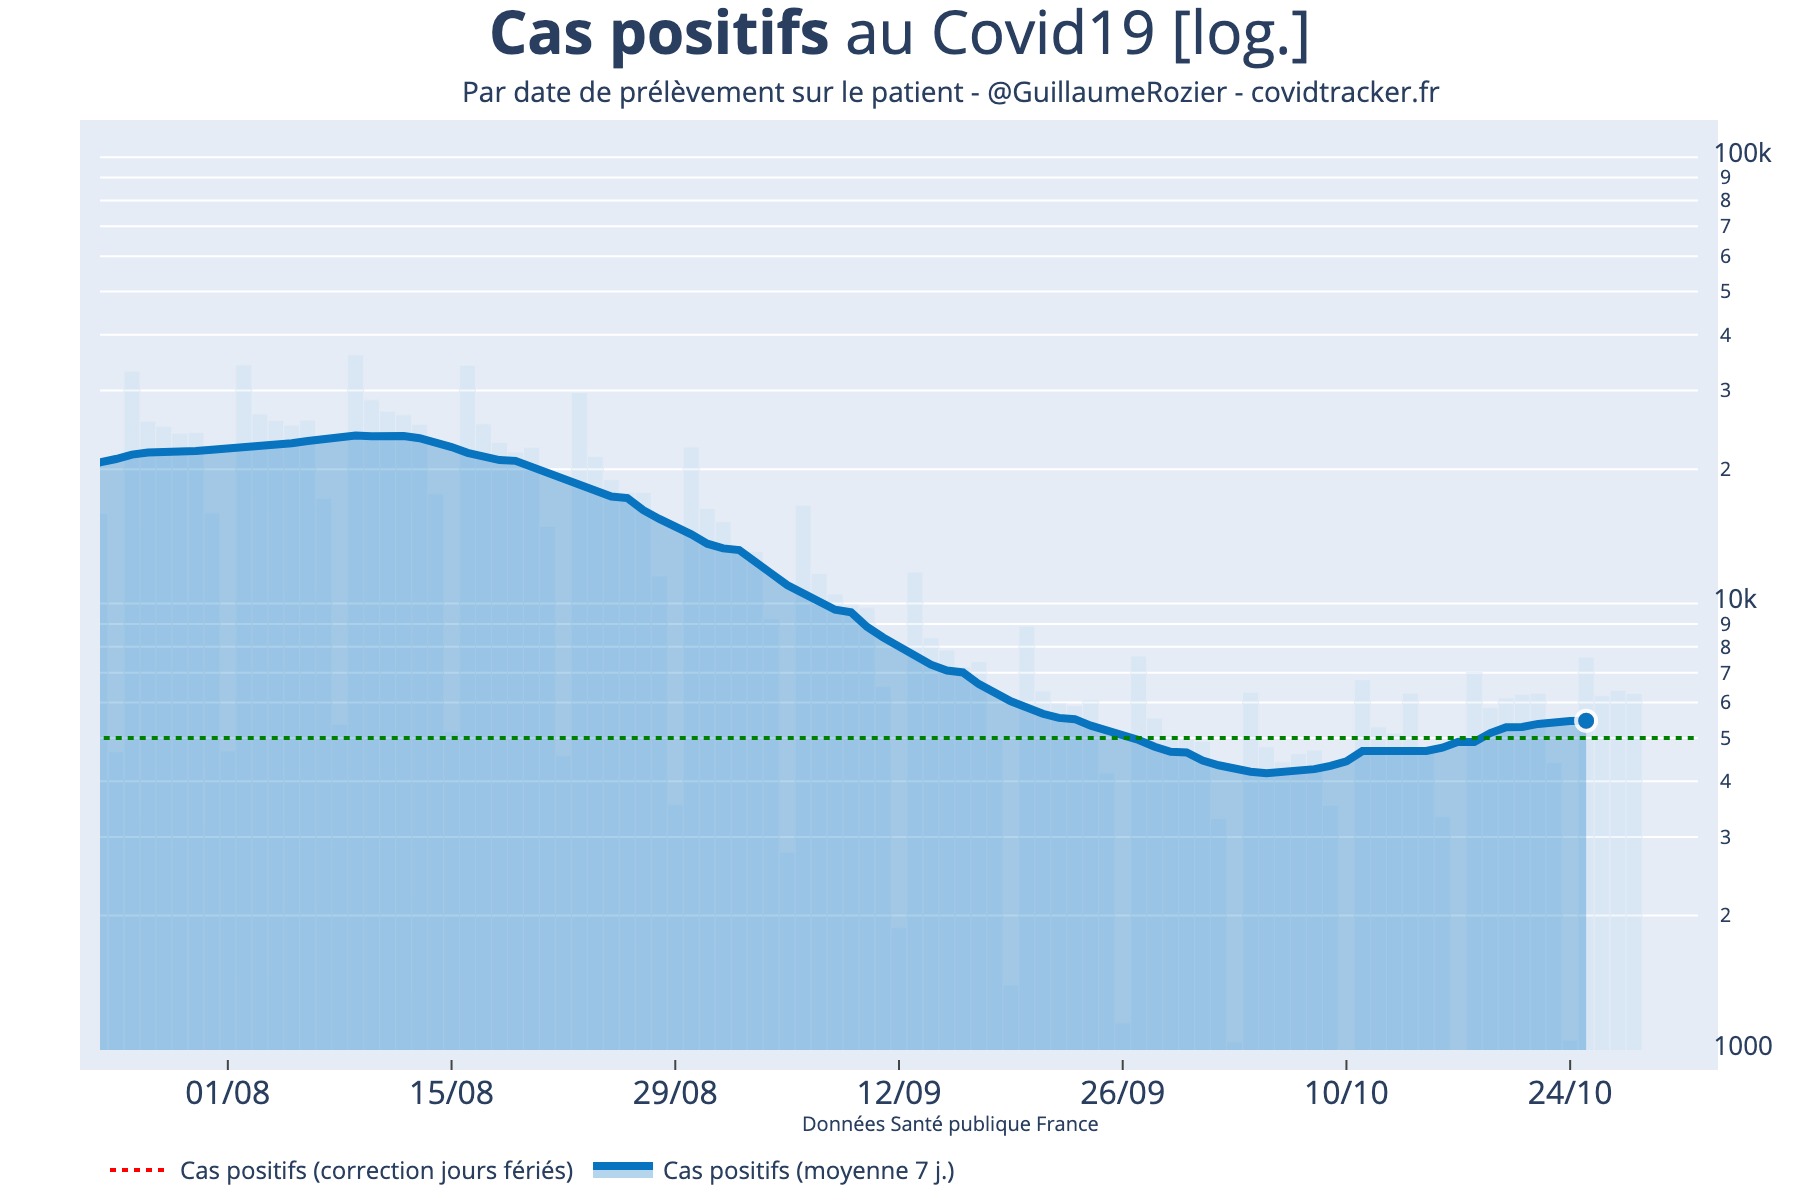 Cas positifs au Covid19 [log.]
Par date de prélèvement sur le patient - @GuillaumeRozier - covidtracker.fr
100k
9
8
7
6
5
4
3
2
10k
9
8
7
6
5
4
3
2
1000
01/08 15/08 29/08 12/09 26/09 10/10 24/10
Données Santé publique France
Cas positifs (correction jours fériés) Cas positifs (moyenne 7 j.)